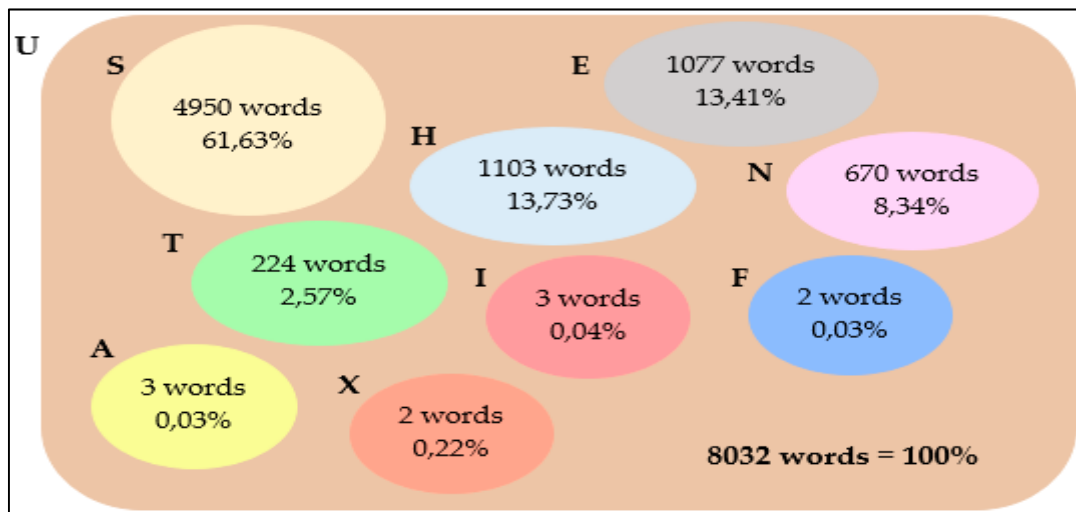 U
S
4950 words
61,63%
E
1077 words
13,41%
H
1103 words
13,73%
N
670 words
8,34%
T
224 words
2,57%
I
3 words
0,04%
F
2 words
0,03%
A
3 words
0,03%
X
2 words
0,22%
8032 words = 100%